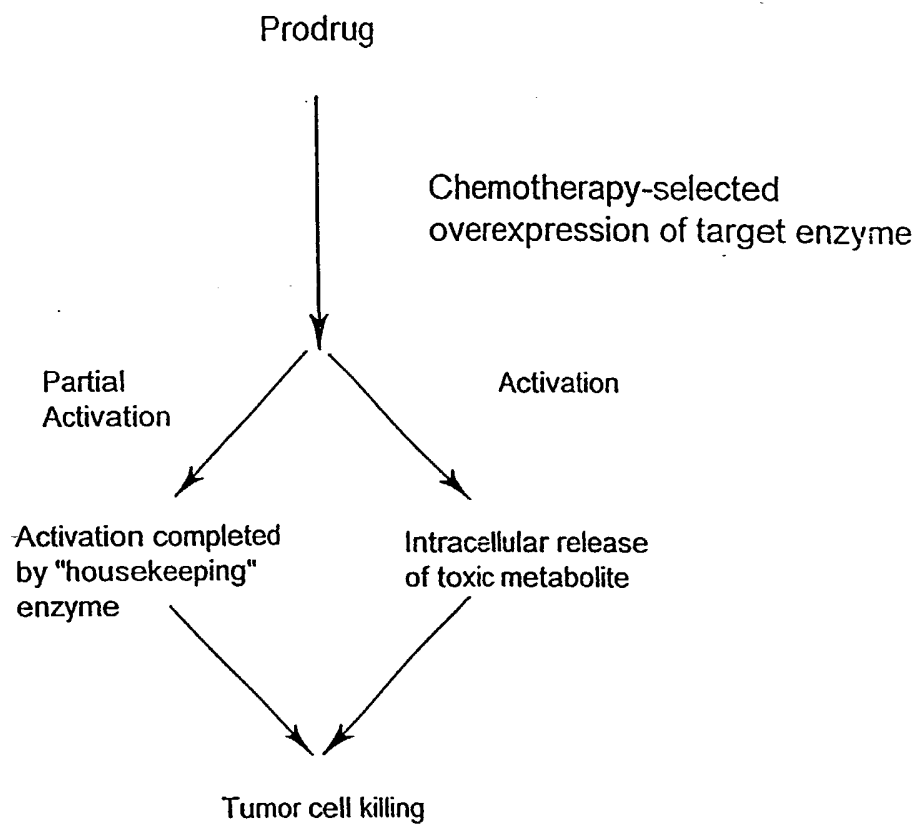 Prodrug
Chemotherapy-selected
overexpression of target enzyme
Partial
Activation
Activation
Activation completed
by "housekeeping"
enzyme
Intracellular release
of toxic metabolite
Tumor cell killing